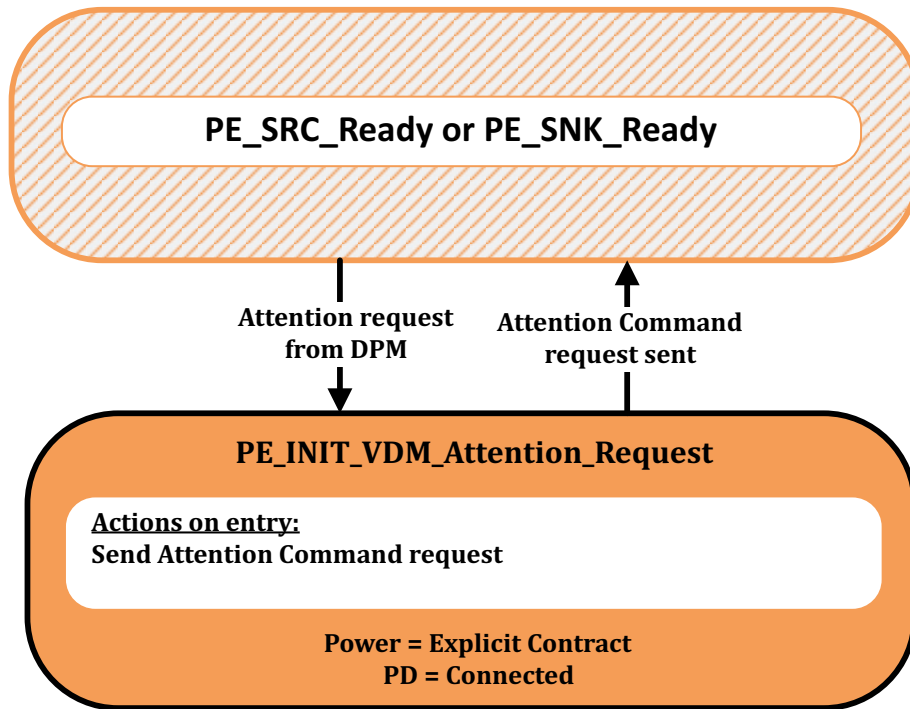 PE_SRC_Ready or PE_SNK_Ready
Attention request
from DPM
Attention Command
request sent
PE_INIT_VDM_Attention_Request
Actions on entry:
Send Attention Command request
Power = Explicit Contract
PD = Connected